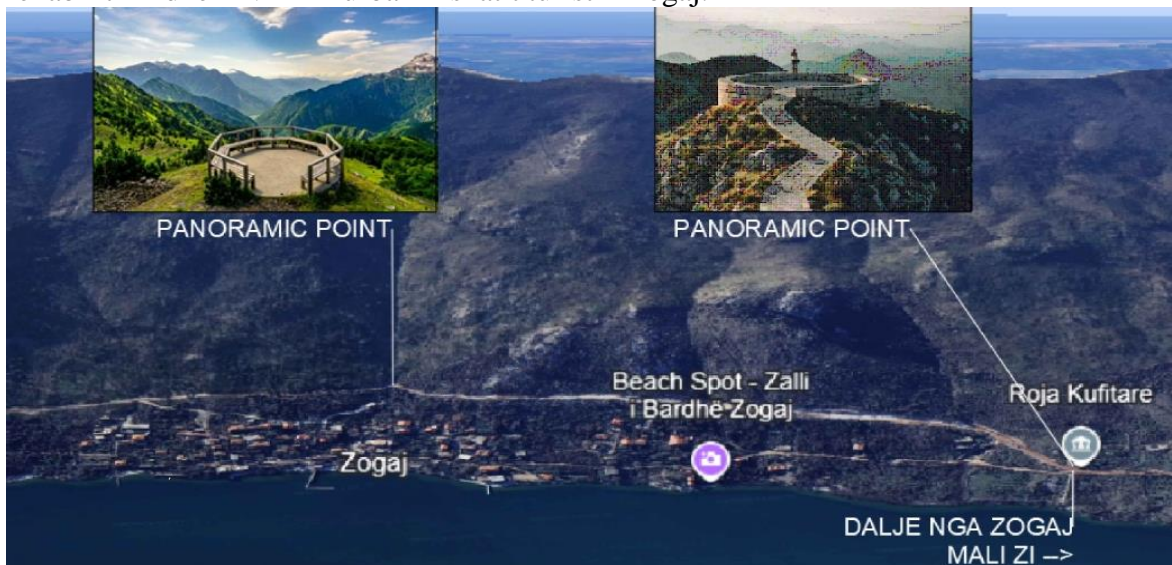 PANORAMIC POINT
PANORAMIC POINT
Beach Spot - Zalli
i Bardhë Zogaj
Roja Kufitare
Zogaj
DALJE NGA ZOGAJ
MALI ZI -->